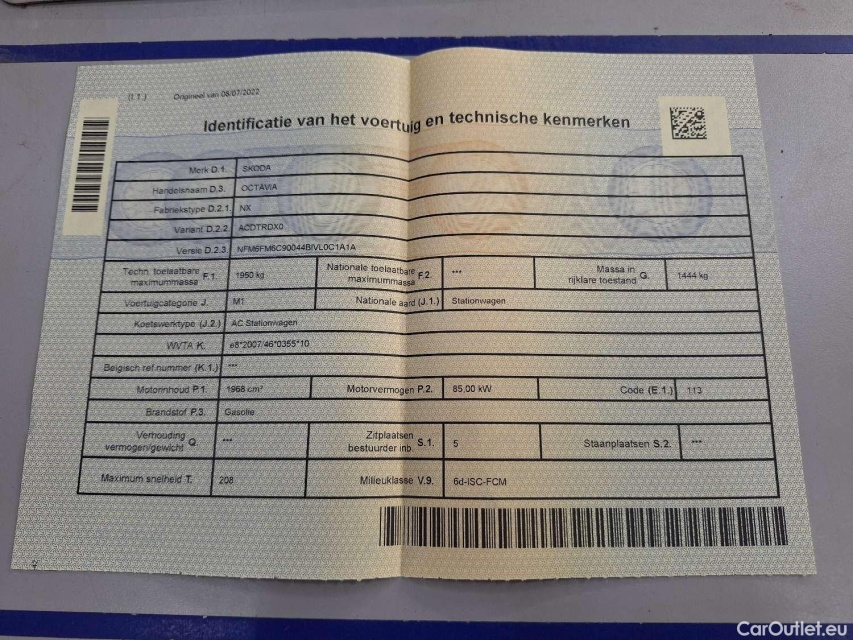 (I.1.) Origineel van 08/07/2022
Identificatie van het voertuig en technische kenmerken
Merk D.1. SKODA
Handelsnaam D.3. OCTAVIA
Fabriekstype D.2.1. NX
Variant D.2.2. ACDTRDX0
Versie D.2.3. NFM6FM6C90044BIVL0C1A1A
Techn. toelaatbare maximummassa F.1. 1950 kg Nationale toelaatbare maximummassa F.2. *** Massa in rijklare toestand G. 1444 kg
Voertuigcategorie J. M1 Nationale aard (J.1.) Stationwagen
Koetswerktype (J.2.) AC Stationwagen
WVTA K. e8*2007/46*0355*10
Belgisch ref.nummer (K.1.) ***
Motorinhoud P.1. 1968 cm³ Motorvermogen P.2. 85,00 kW Code (E.1.) 113
Brandstof P.3. Gasolie
Verhouding vermogen/gewicht Q. *** Zitplaatsen bestuurder inb. S.1. 5 Staanplaatsen S.2. ***
Maximum snelheid T. 208 Milieuklasse V.9. 6d-ISC-FCM
CarOutlet.eu